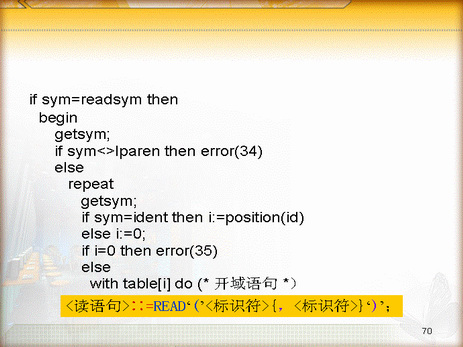 if sym=readsym then
begin
getsym;
if sym<>lparen then error(34)
else
repeat
getsym;
if sym=ident then i:=position(id)
else i:=0;
if i=0 then error(35)
else
with table[i] do (* 开域语句 *）
<读语句>::=READ‘(’<标识符>{，<标识符>}‘)’;
70